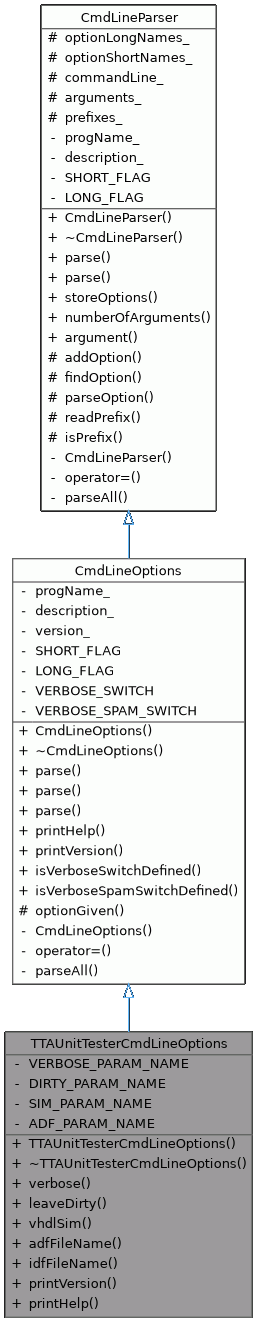 CmdLineParser
# optionLongNames_
# optionShortNames_
# commandLine_
# arguments_
# prefixes_
- progName_
- description_
- SHORT_FLAG
- LONG_FLAG
+ CmdLineParser()
+ ~CmdLineParser()
+ parse()
+ parse()
+ storeOptions()
+ numberOfArguments()
+ argument()
# addOption()
# findOption()
# parseOption()
# readPrefix()
# isPrefix()
- CmdLineParser()
- operator=()
- parseAll()
CmdLineOptions
- progName_
- description_
- version_
- SHORT_FLAG
- LONG_FLAG
- VERBOSE_SWITCH
- VERBOSE_SPAM_SWITCH
+ CmdLineOptions()
+ ~CmdLineOptions()
+ parse()
+ parse()
+ parse()
+ printHelp()
+ printVersion()
+ isVerboseSwitchDefined()
+ isVerboseSpamSwitchDefined()
# optionGiven()
- CmdLineOptions()
- operator=()
- parseAll()
TTAUnitTesterCmdLineOptions
- VERBOSE_PARAM_NAME
- DIRTY_PARAM_NAME
- SIM_PARAM_NAME
- ADF_PARAM_NAME
+ TTAUnitTesterCmdLineOptions()
+ ~TTAUnitTesterCmdLineOptions()
+ verbose()
+ leaveDirty()
+ vhdlSim()
+ adfFileName()
+ idfFileName()
+ printVersion()
+ printHelp()